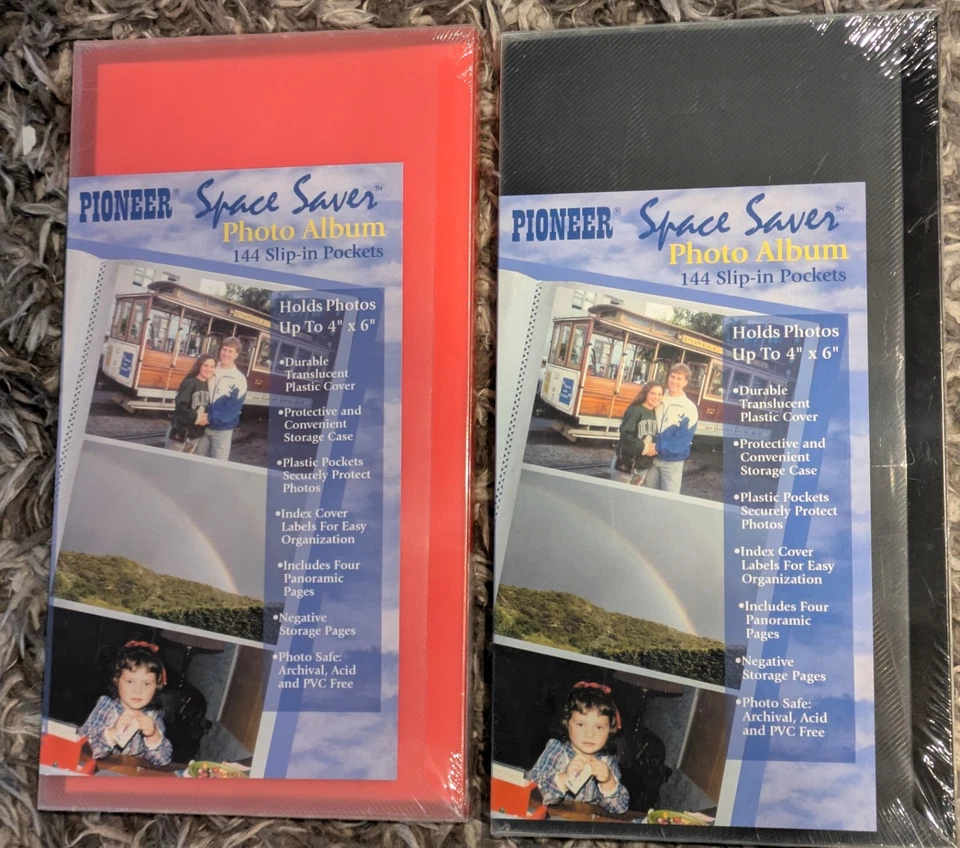 PIONEER® Space Saver™
Photo Album
144 Slip-in Pockets
Holds Photos
Up To 4" x 6"
•Durable
Translucent
Plastic Cover
•Protective and
Convenient
Storage Case
•Plastic Pockets
Securely Protect
Photos
•Index Cover
Labels For Easy
Organization
•Includes Four
Panoramic
Pages
•Negative
Storage Pages
•Photo Safe:
Archival, Acid
and PVC Free
PIONEER® Space Saver™
Photo Album
144 Slip-in Pockets
Holds Photos
Up To 4" x 6"
•Durable
Translucent
Plastic Cover
•Protective and
Convenient
Storage Case
•Plastic Pockets
Securely Protect
Photos
•Index Cover
Labels For Easy
Organization
•Includes Four
Panoramic
Pages
•Negative
Storage Pages
•Photo Safe:
Archival, Acid
and PVC Free